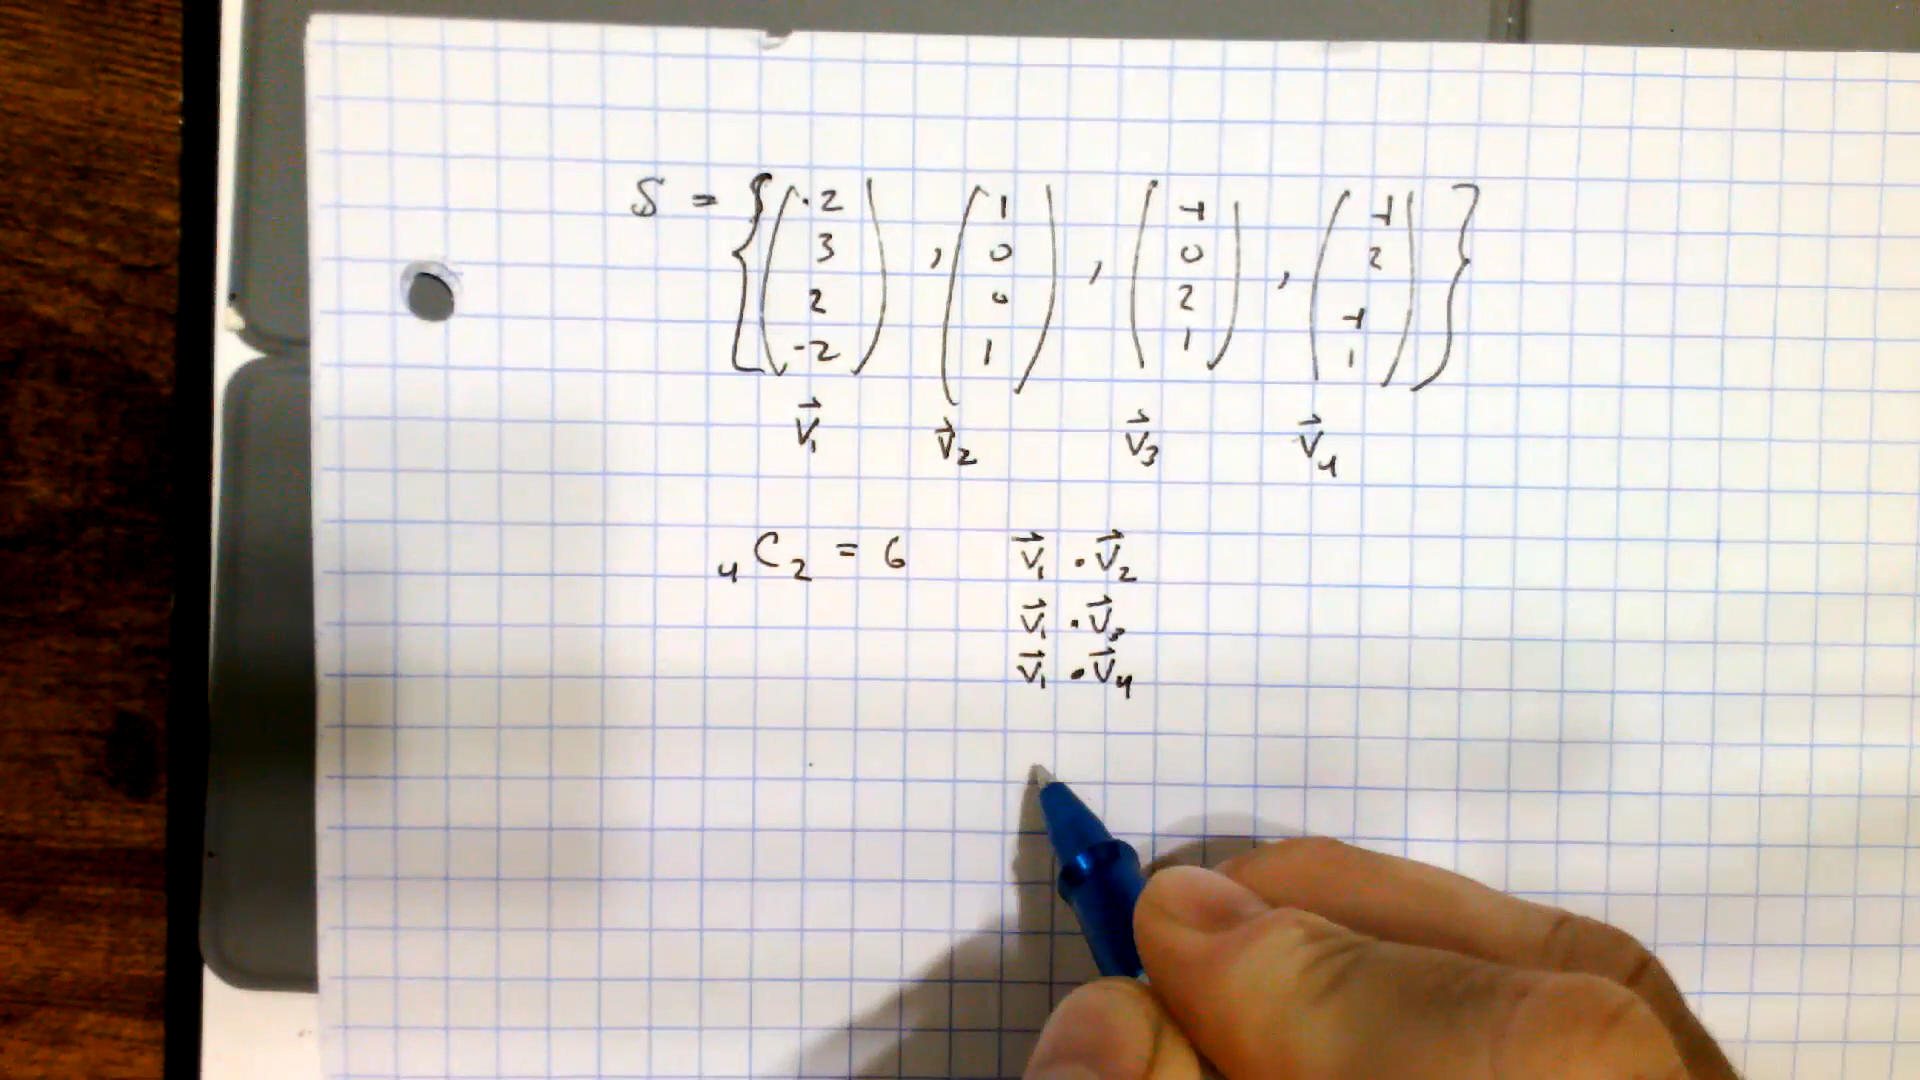 S = { ( -2 3 2 -2 ) , ( 1 0 0 1 ) , ( -1 0 2 1 ) , ( -1 2 -1 1 ) }
v⃗₁ v⃗₂ v⃗₃ v⃗₄
₄C₂ = 6 v⃗₁ · v⃗₂
v⃗₁ · v⃗₃
v⃗₁ · v⃗₄